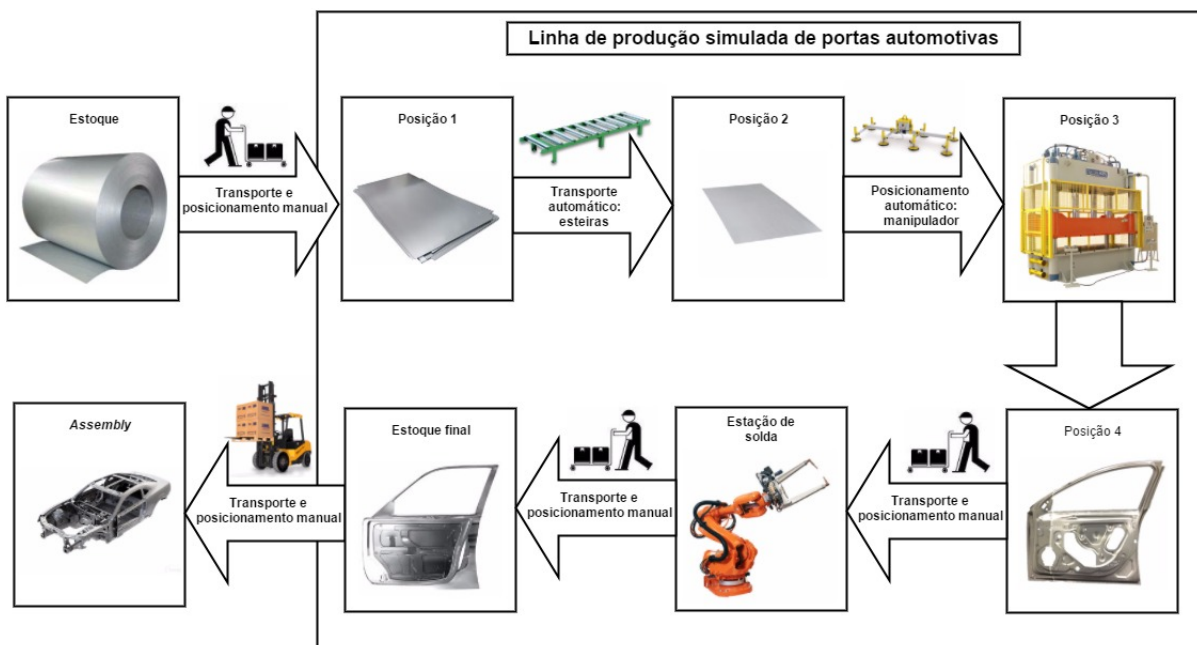 Linha de produção simulada de portas automotivas
Estoque
Transporte e
posicionamento manual
Posição 1
Transporte
automático:
esteiras
Posição 2
Posicionamento
automático:
manipulador
Posição 3
Posição 4
Transporte e
posicionamento manual
Estação de
solda
Transporte e
posicionamento manual
Estoque final
Transporte e
posicionamento manual
Assembly